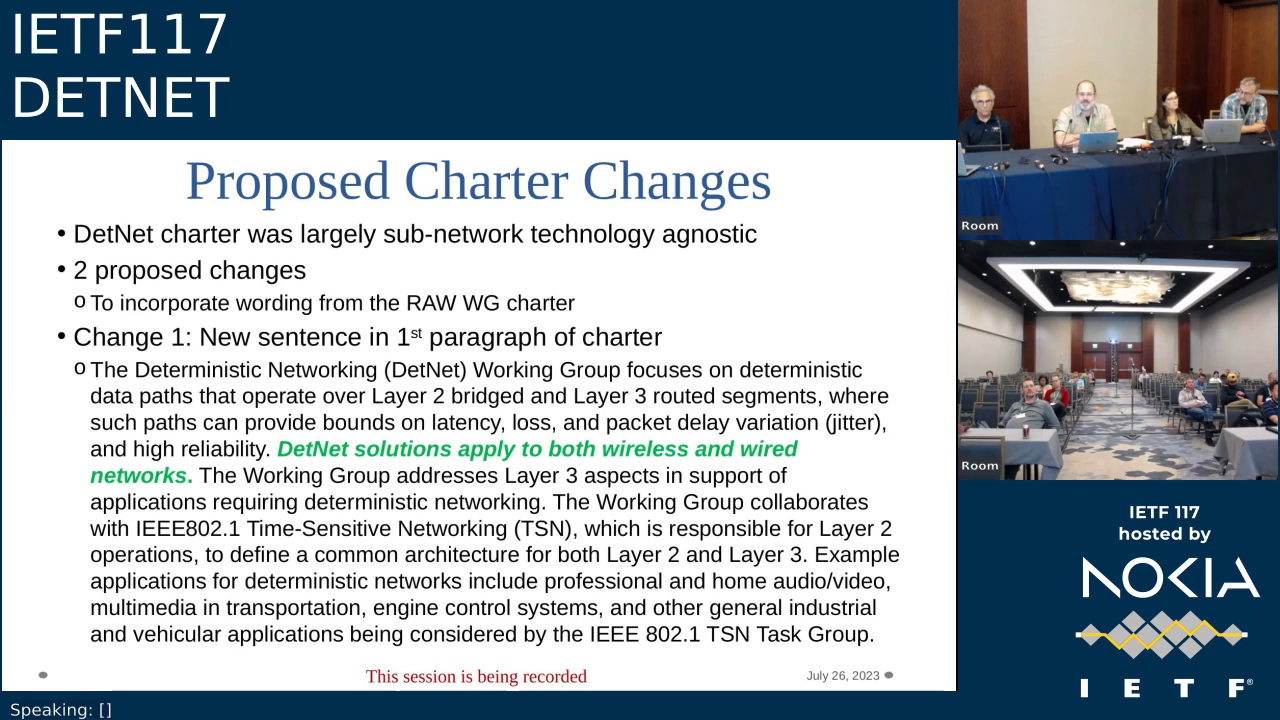 IETF117
DETNET
Proposed Charter Changes
• DetNet charter was largely sub-network technology agnostic
• 2 proposed changes
o To incorporate wording from the RAW WG charter
• Change 1: New sentence in 1st paragraph of charter
o The Deterministic Networking (DetNet) Working Group focuses on deterministic
data paths that operate over Layer 2 bridged and Layer 3 routed segments, where
such paths can provide bounds on latency, loss, and packet delay variation (jitter),
and high reliability. DetNet solutions apply to both wireless and wired
networks. The Working Group addresses Layer 3 aspects in support of
applications requiring deterministic networking. The Working Group collaborates
with IEEE802.1 Time-Sensitive Networking (TSN), which is responsible for Layer 2
operations, to define a common architecture for both Layer 2 and Layer 3. Example
applications for deterministic networks include professional and home audio/video,
multimedia in transportation, engine control systems, and other general industrial
and vehicular applications being considered by the IEEE 802.1 TSN Task Group.
This session is being recorded
July 26, 2023
Speaking: []
Room
Room
IETF 117
hosted by
NOKIA
I E T F®